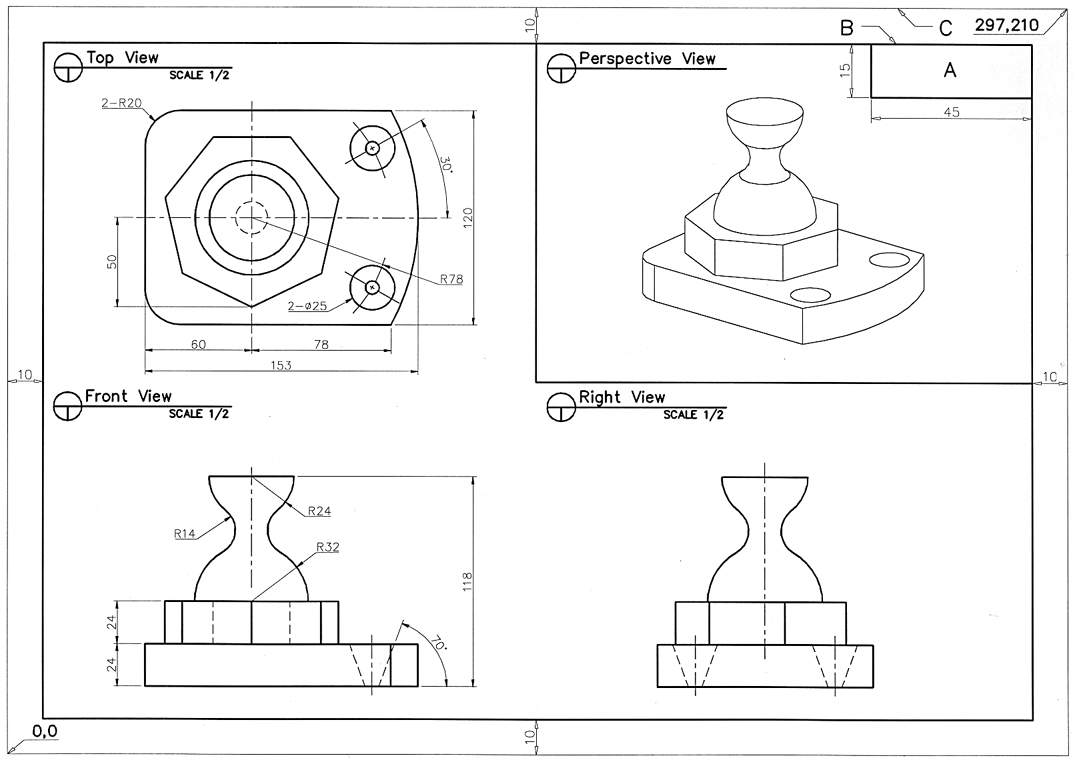 10
B
C
297,210
Top View
SCALE 1/2
Perspective View
15
A
45
2-R20
30°
120
50
R78
2-ø25
60
78
153
10
10
Front View
SCALE 1/2
Right View
SCALE 1/2
R24
R14
R32
118
24
24
70°
0,0
10